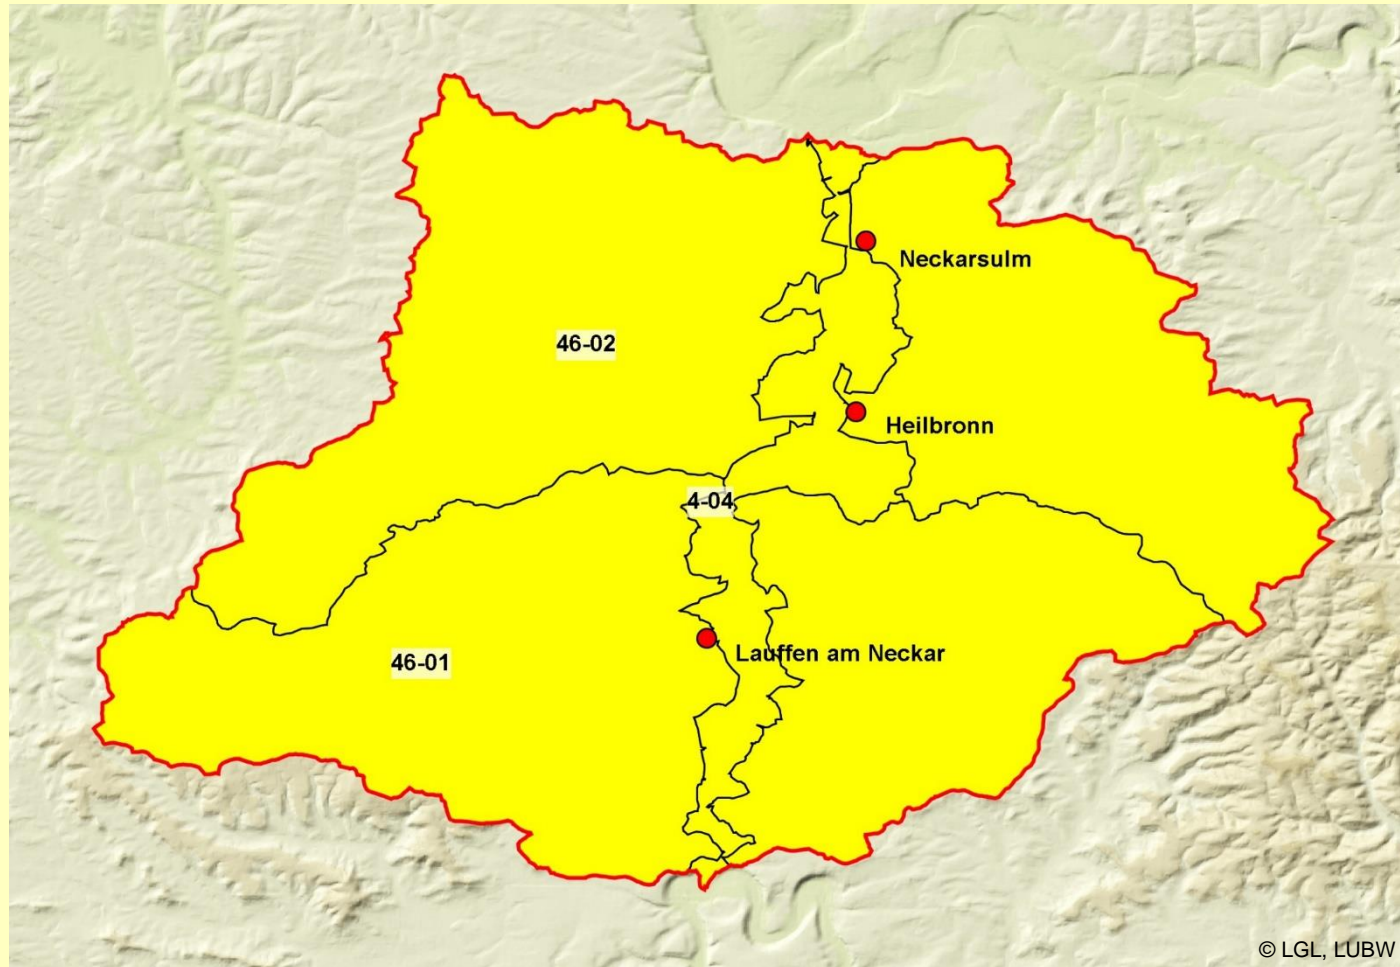 Neckarsulm
46-02
Heilbronn
4-04
Lauffen am Neckar
46-01
© LGL, LUBW